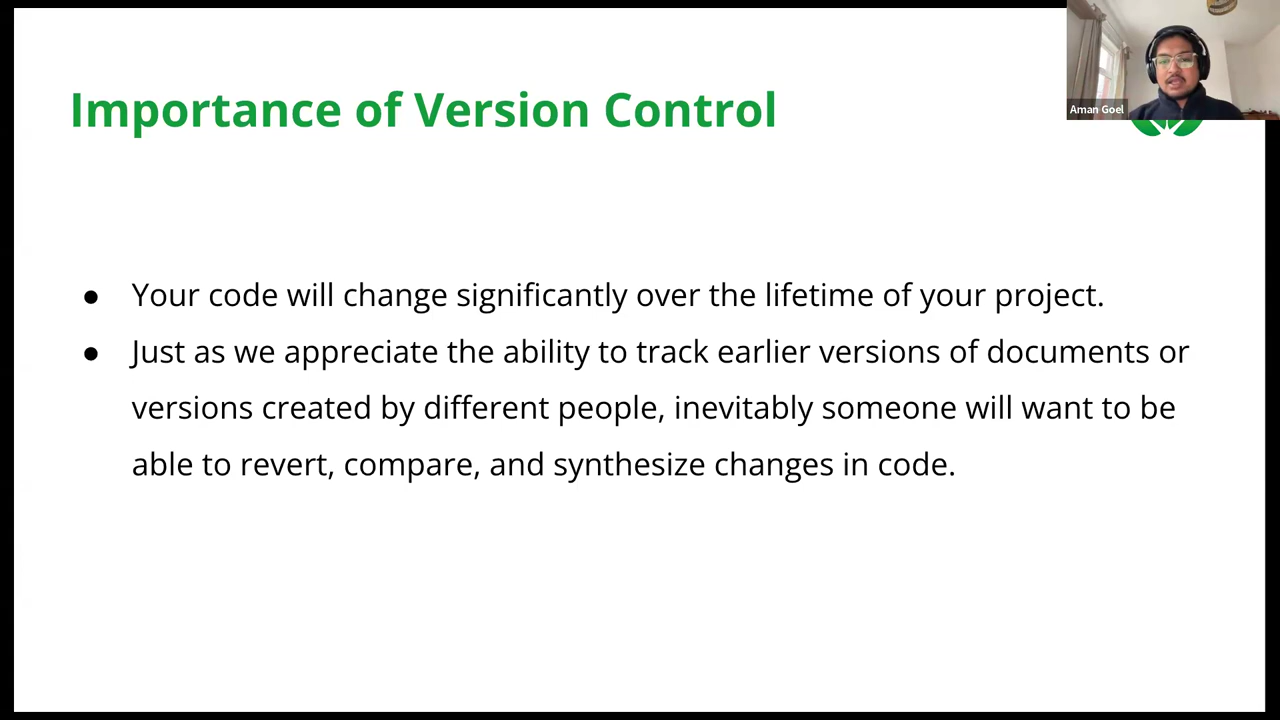 Importance of Version Control
Aman Goel
● Your code will change significantly over the lifetime of your project.
● Just as we appreciate the ability to track earlier versions of documents or
versions created by different people, inevitably someone will want to be
able to revert, compare, and synthesize changes in code.